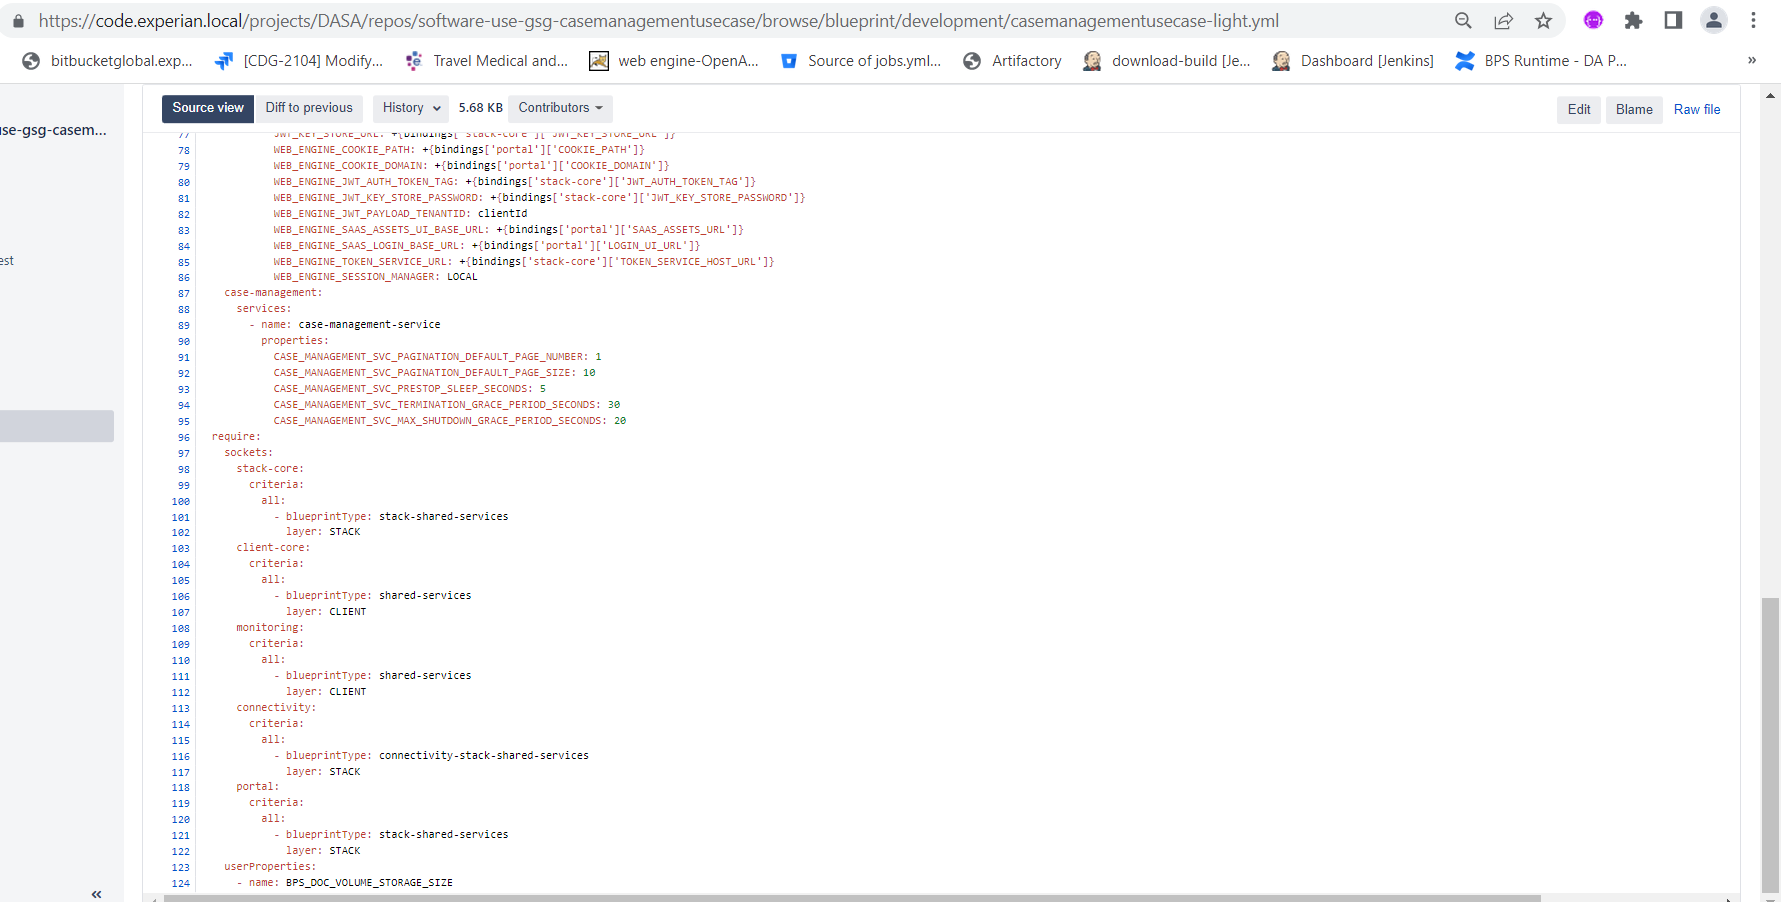 https://code.experian.local/projects/DASA/repos/software-use-gsg-casemanagementusecase/browse/blueprint/development/casemanagementusecase-light.yml
bitbucketglobal.exp... [CDG-2104] Modify... Travel Medical and... web engine-OpenA... Source of jobs.yml... Artifactory download-build [Je... Dashboard [Jenkins] BPS Runtime - DA P... »
Source view Diff to previous History 5.68 KB Contributors Edit Blame Raw file
use-gsg-casem...
est
«
77 JWT_KEY_STORE_URL: +{bindings['stack-core']['JWT_KEY_STORE_URL']}
78 WEB_ENGINE_COOKIE_PATH: +{bindings['portal']['COOKIE_PATH']}
79 WEB_ENGINE_COOKIE_DOMAIN: +{bindings['portal']['COOKIE_DOMAIN']}
80 WEB_ENGINE_JWT_AUTH_TOKEN_TAG: +{bindings['stack-core']['JWT_AUTH_TOKEN_TAG']}
81 WEB_ENGINE_JWT_KEY_STORE_PASSWORD: +{bindings['stack-core']['JWT_KEY_STORE_PASSWORD']}
82 WEB_ENGINE_JWT_PAYLOAD_TENANTID: clientId
83 WEB_ENGINE_SAAS_ASSETS_UI_BASE_URL: +{bindings['portal']['SAAS_ASSETS_URL']}
84 WEB_ENGINE_SAAS_LOGIN_BASE_URL: +{bindings['portal']['LOGIN_UI_URL']}
85 WEB_ENGINE_TOKEN_SERVICE_URL: +{bindings['stack-core']['TOKEN_SERVICE_HOST_URL']}
86 WEB_ENGINE_SESSION_MANAGER: LOCAL
87 case-management:
88 services:
89 - name: case-management-service
90 properties:
91 CASE_MANAGEMENT_SVC_PAGINATION_DEFAULT_PAGE_NUMBER: 1
92 CASE_MANAGEMENT_SVC_PAGINATION_DEFAULT_PAGE_SIZE: 10
93 CASE_MANAGEMENT_SVC_PRESTOP_SLEEP_SECONDS: 5
94 CASE_MANAGEMENT_SVC_TERMINATION_GRACE_PERIOD_SECONDS: 30
95 CASE_MANAGEMENT_SVC_MAX_SHUTDOWN_GRACE_PERIOD_SECONDS: 20
96 require:
97 sockets:
98 stack-core:
99 criteria:
100 all:
101 - blueprintType: stack-shared-services
102 layer: STACK
103 client-core:
104 criteria:
105 all:
106 - blueprintType: shared-services
107 layer: CLIENT
108 monitoring:
109 criteria:
110 all:
111 - blueprintType: shared-services
112 layer: CLIENT
113 connectivity:
114 criteria:
115 all:
116 - blueprintType: connectivity-stack-shared-services
117 layer: STACK
118 portal:
119 criteria:
120 all:
121 - blueprintType: stack-shared-services
122 layer: STACK
123 userProperties:
124 - name: BPS_DOC_VOLUME_STORAGE_SIZE